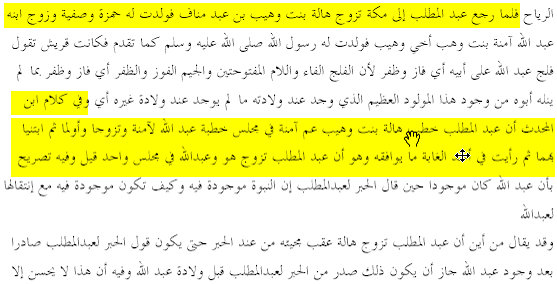 الرياح فلما رجع عبد المطلب إلى مكة تزوج هالة بنت وهيب بن عبد مناف فولدت له حمزة وصفية وزوج ابنه
عبد الله آمنة بنت وهب أخي وهيب فولدت له رسول الله صلى الله عليه وسلم كما تقدم فكانت قريش تقول
فلج عبد الله على أبيه أي فاز وظفر لأن الفلج الفاء واللام المفتوحتين والجيم الفوز والظفر أي فاز وظفر بما لم
ينله أبوه من وجود هذا المولود العظيم الذي وجد عند ولادته ما لم يوجد عند ولادة غيره أي وفي كلام ابن
المحدث أن عبد المطلب خطب هالة بنت وهيب عم آمنة في مجلس خطبة عبد الله لآمنة وتزوجا وأولما ثم ابتنيا
بهما ثم رأيت في الغابة ما يوافقه وهو أن عبد المطلب تزوج هو وعبدالله في مجلس واحد قيل وفيه تصريح
بأن عبد الله كان موجودا حين قال الحبر لعبدالمطلب إن النبوة موجودة فيه وكيف تكون موجودة فيه مع إنتقالها
لعبدالله
وقد يقال من أين أن عبد المطلب تزوج هالة عقب مجيئه من عند الحبر حتى يكون قول الحبر لعبدالمطلب صادرا
بعد وجود عبد الله جاز أن يكون ذلك صدر من الحبر لعبدالمطلب قبل ولادة عبد الله وفيه أن هذا لا يحسن إلا